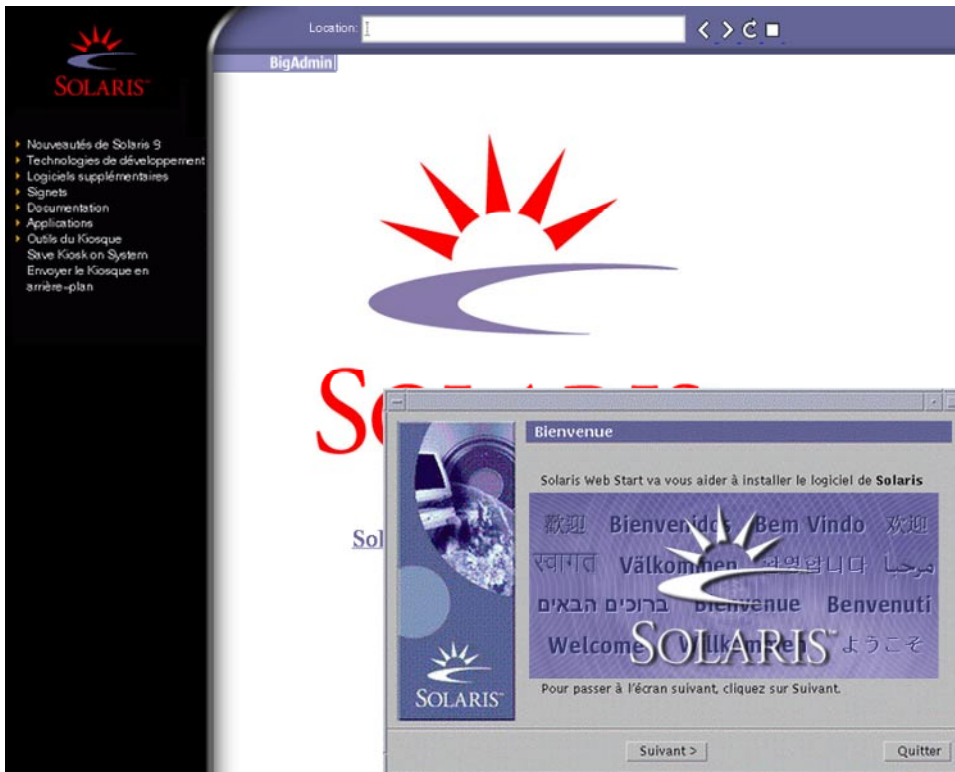 Location:
BigAdmin
SOLARIS™
Nouveautés de Solaris 9
Technologies de développement
Logiciels supplémentaires
Signets
Documentation
Applications
Outils du Kiosque
Save Kiosk on System
Envoyer le Kiosque en
arrière-plan
Sol
Bienvenue
Solaris Web Start va vous aider à installer le logiciel de Solaris
歡迎 Bienvenidos Bem Vindo 欢迎
स्वागत Välkommen 환영합니다 مرحبا
ברוכים הבאים Bienvenue Benvenuti
Welcome Willkommen ようこそ
SOLARIS™
Pour passer à l'écran suivant, cliquez sur Suivant.
SOLARIS™
Suivant >
Quitter